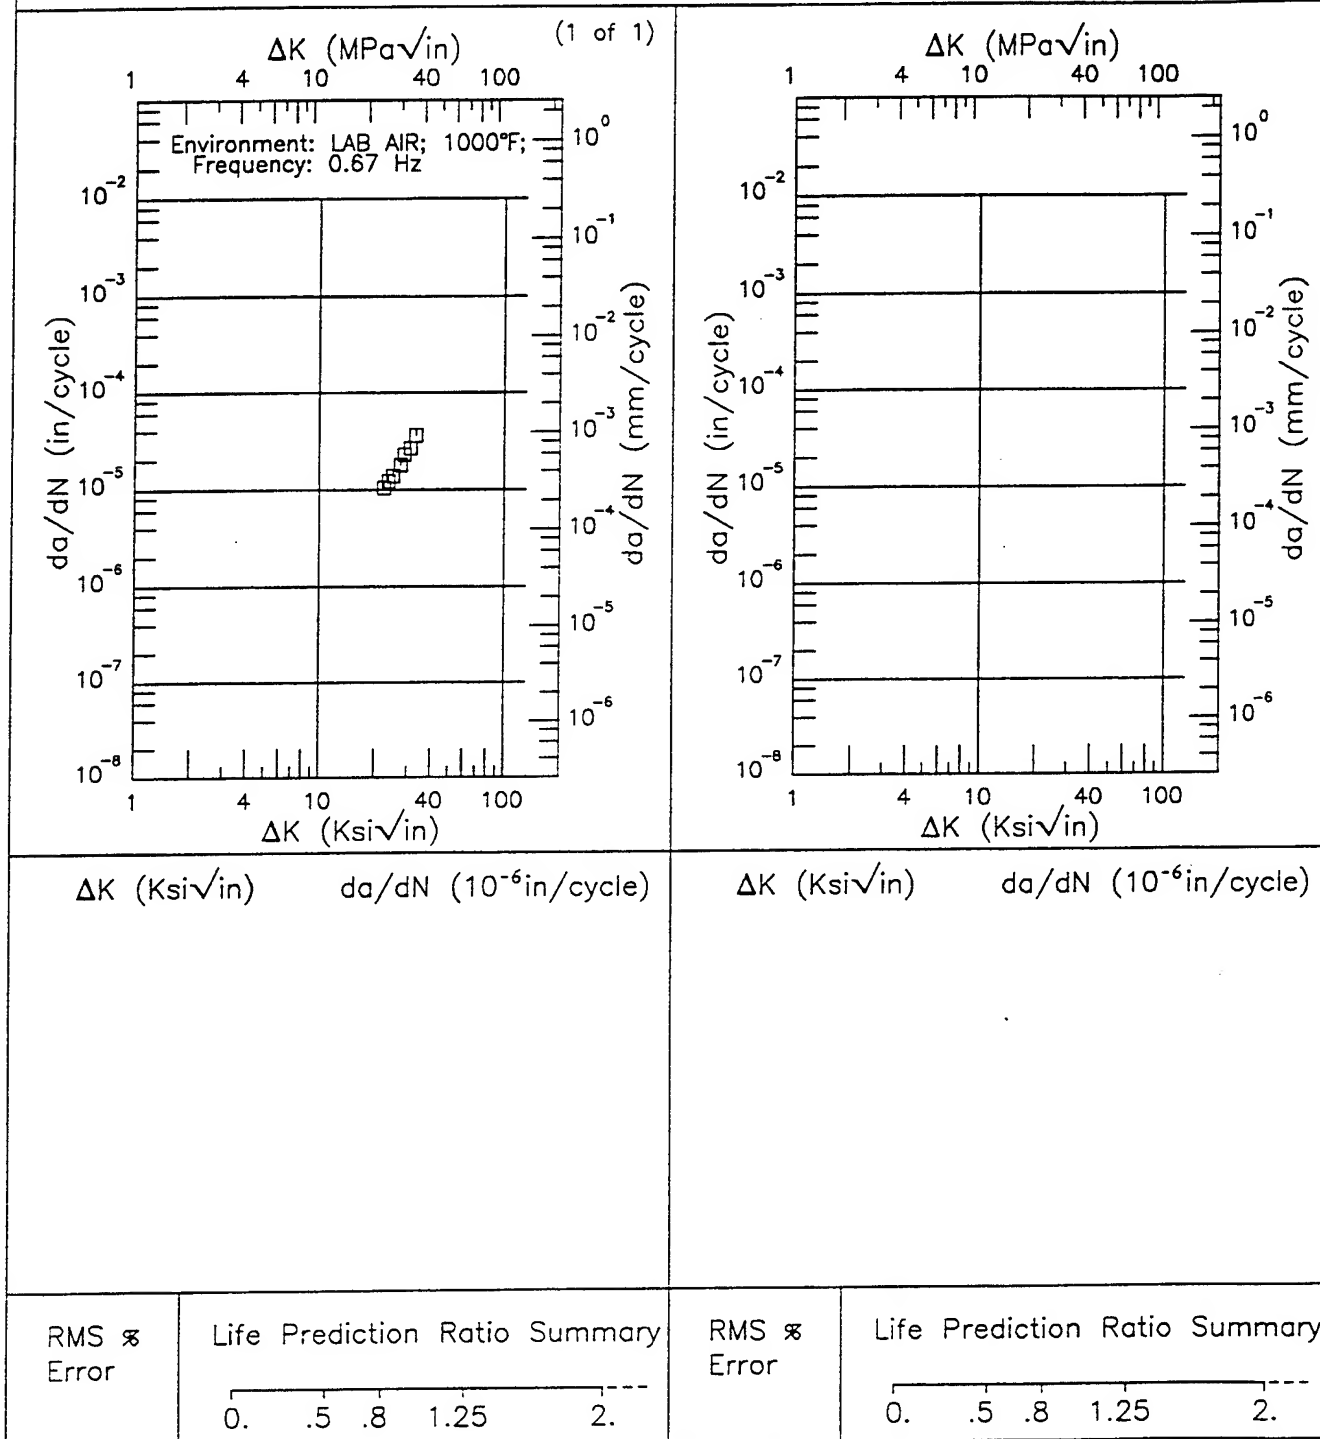 (1 of 1)
ΔK (MPa√in)
1 4 10 40 100
Environment: LAB AIR; 1000°F;
Frequency: 0.67 Hz
10⁰
10⁻²
10⁻¹
10⁻³
10⁻²
10⁻⁴
10⁻³
10⁻⁵
10⁻⁴
10⁻⁶
10⁻⁵
10⁻⁷
10⁻⁶
10⁻⁸
da/dN (in/cycle)
da/dN (mm/cycle)
1 4 10 40 100
ΔK (Ksi√in)
ΔK (MPa√in)
1 4 10 40 100
10⁰
10⁻²
10⁻¹
10⁻³
10⁻²
10⁻⁴
10⁻³
10⁻⁵
10⁻⁴
10⁻⁶
10⁻⁵
10⁻⁷
10⁻⁶
10⁻⁸
da/dN (in/cycle)
da/dN (mm/cycle)
1 4 10 40 100
ΔK (Ksi√in)
ΔK (Ksi√in) da/dN (10⁻⁶in/cycle)
ΔK (Ksi√in) da/dN (10⁻⁶in/cycle)
RMS %
Error
Life Prediction Ratio Summary
0. .5 .8 1.25 2.
RMS %
Error
Life Prediction Ratio Summary
0. .5 .8 1.25 2.